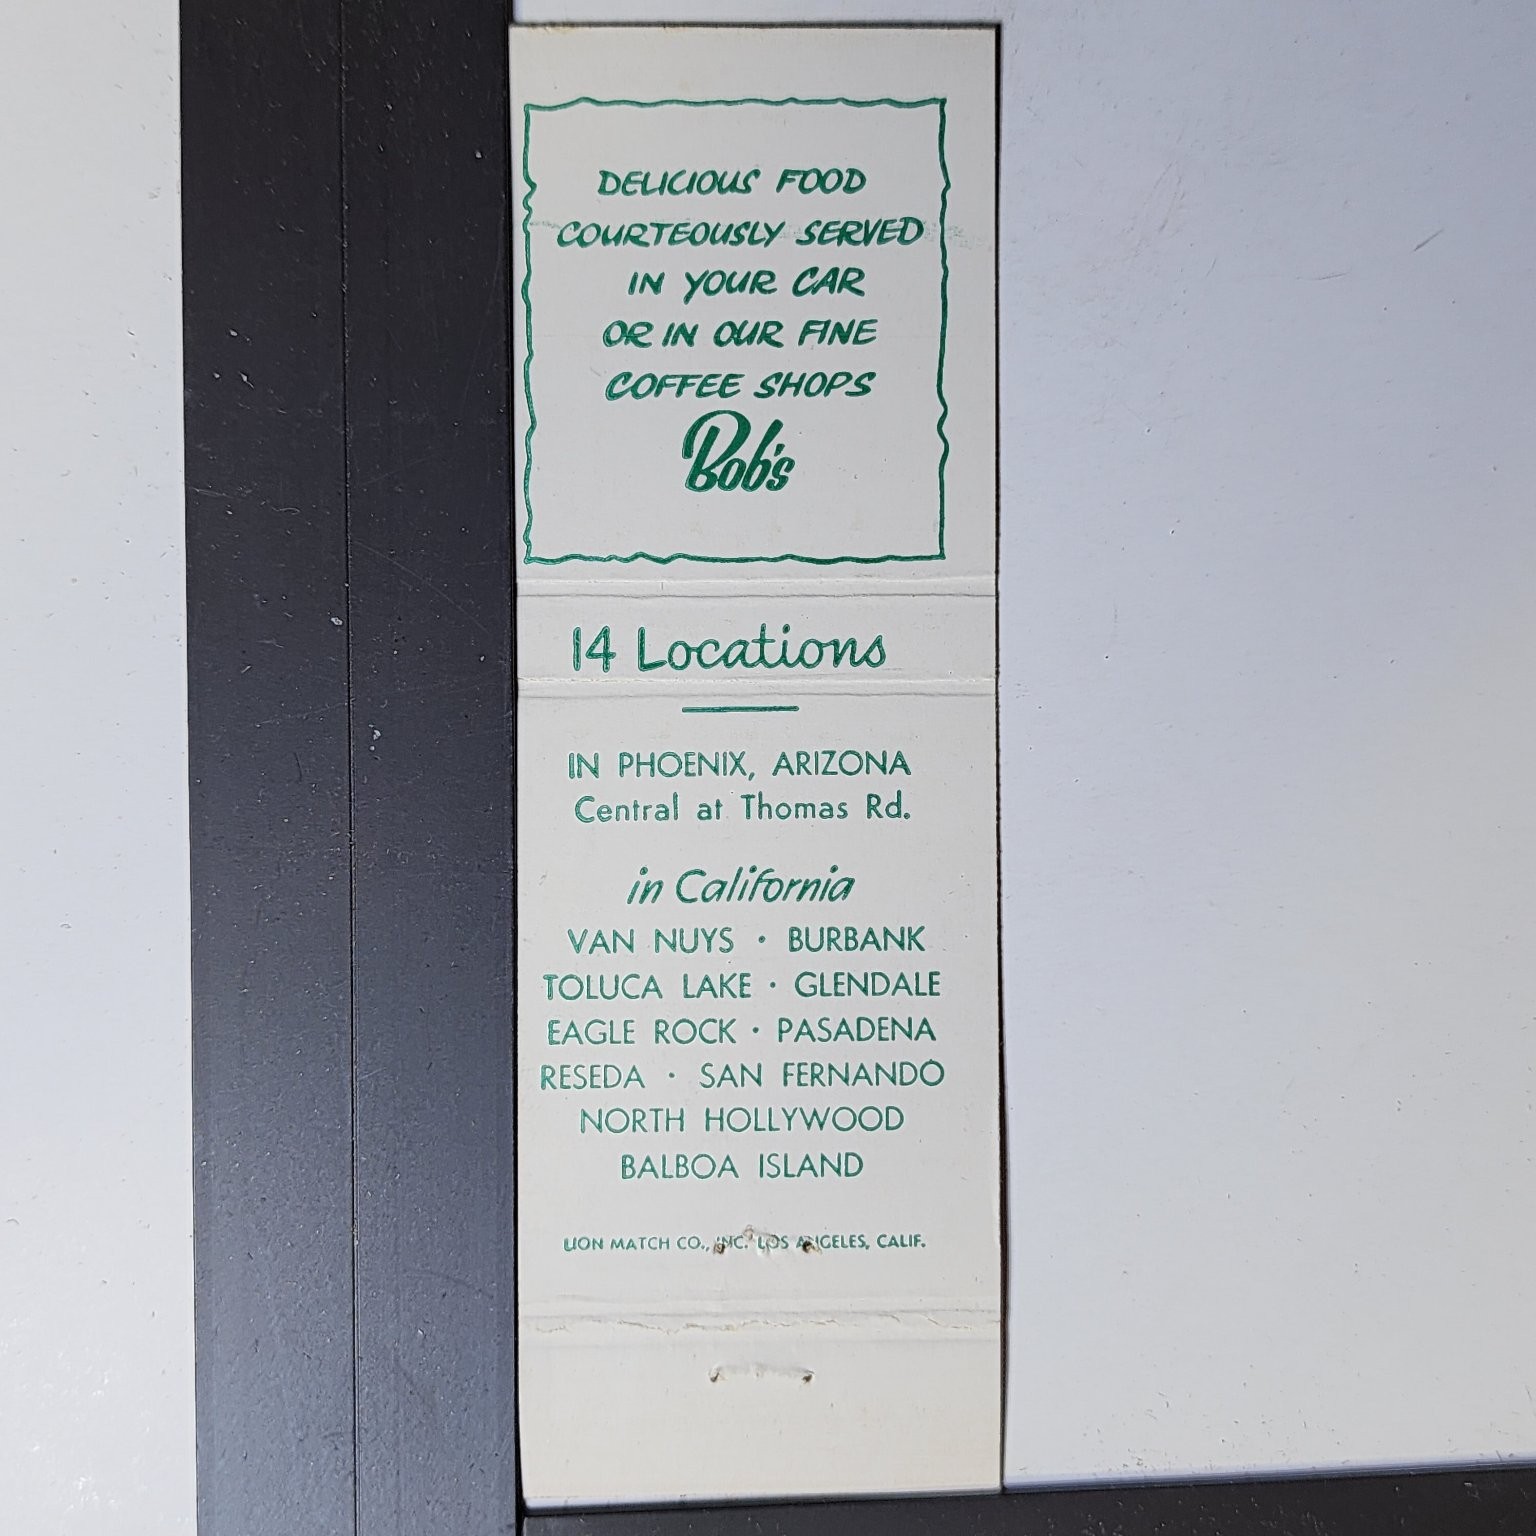 DELICIOUS FOOD
COURTEOUSLY SERVED
IN YOUR CAR
OR IN OUR FINE
COFFEE SHOPS
Bob's
14 Locations
IN PHOENIX, ARIZONA
Central at Thomas Rd.
in California
VAN NUYS • BURBANK
TOLUCA LAKE • GLENDALE
EAGLE ROCK • PASADENA
RESEDA • SAN FERNANDO
NORTH HOLLYWOOD
BALBOA ISLAND
LION MATCH CO., INC. LOS ANGELES, CALIF.